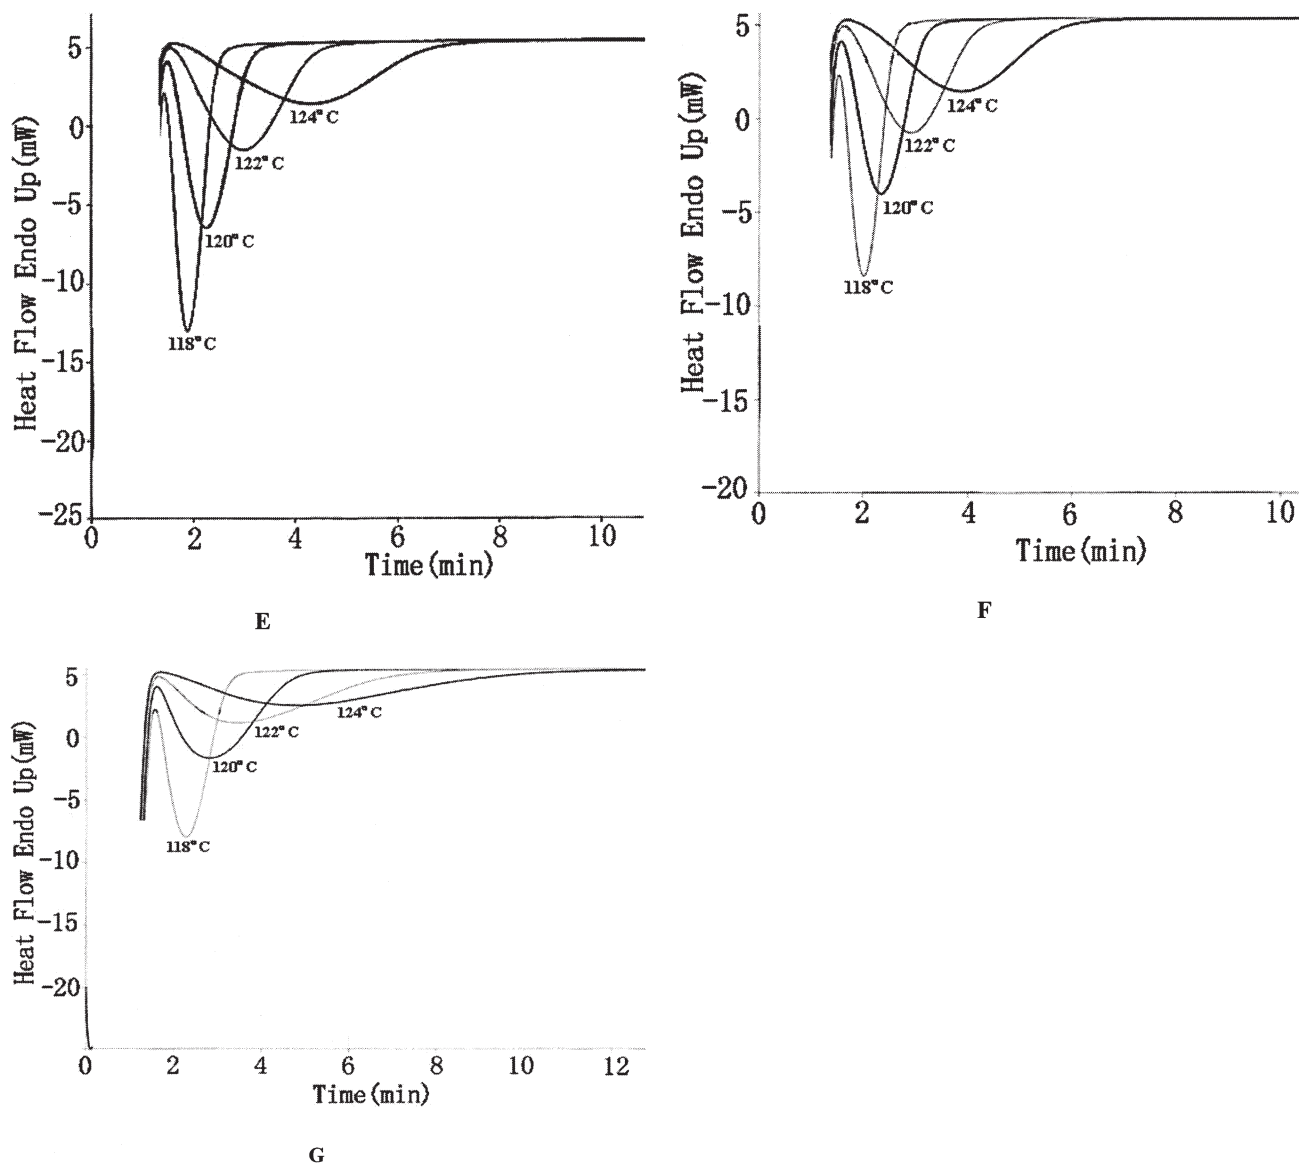 Heat Flow Endo Up(mW)
5
0
-5
-10
-15
-20
-25
124°C
122°C
120°C
118°C
0 2 4 6 8 10
Time(min)
E
Heat Flow Endo Up(mW)
5
0
-5
-10
-15
-20
124°C
122°C
120°C
118°C
0 2 4 6 8 10
Time(min)
F
Heat Flow Endo Up(mW)
5
0
-5
-10
-15
-20
124°C
122°C
120°C
118°C
0 2 4 6 8 10 12
Time(min)
G